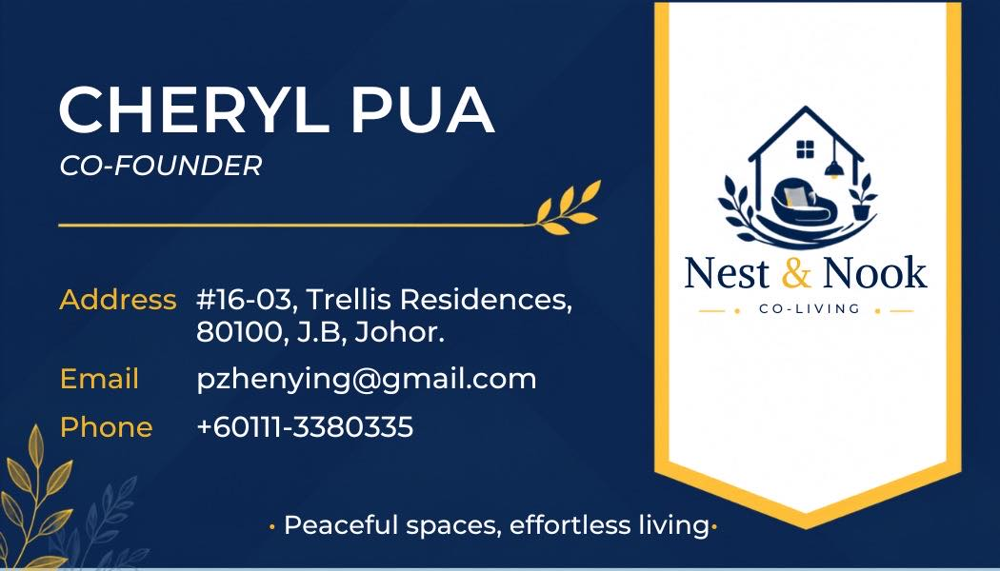 CHERYL PUA
CO-FOUNDER
Address #16-03, Trellis Residences,
80100, J.B, Johor.
Email pzhenying@gmail.com
Phone +60111-3380335
Nest & Nook
CO-LIVING
· Peaceful spaces, effortless living·